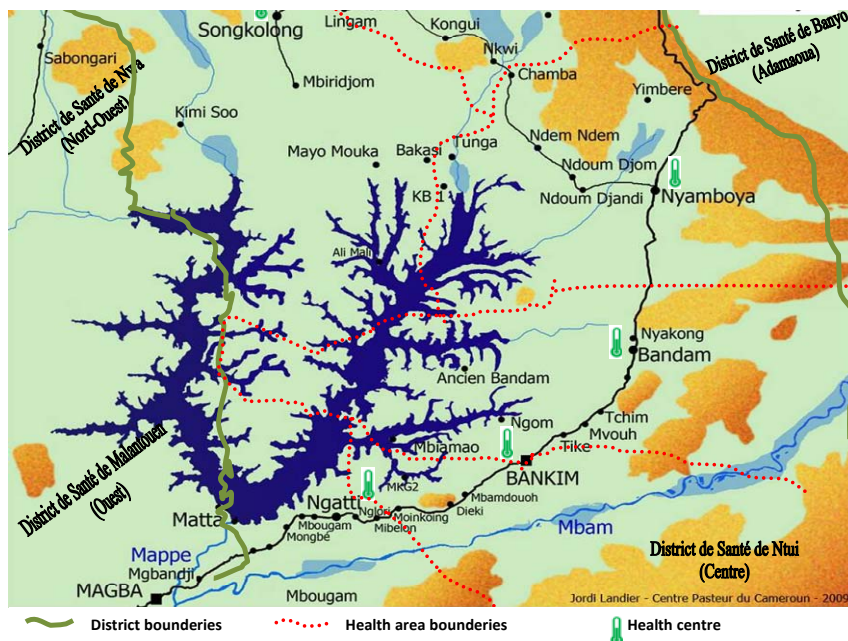 Songkolong
Lingam
Kongui
Sabongari
Nkwi
Mbiridjom
Chamba
Yimbere
Kimi Soo
District de Santé de Nwa
(Nord-Ouest)
District de Santé de Banyo
(Adamaoua)
Mayo Mouka
Bakasi
Tunga
Ndem Ndem
Ndoum Djom
KB 1
Ndoum Djandi
Nyamboya
Ali Mali
Nyakong
Bandam
Ancien Bandam
Ngom
Tchim
Mvouh
Tike
Mbiamao
BANKIM
District de Santé de Malantouen
(Ouest)
MKG2
Mbamdouoh
Dieki
Ngatti
Nglori
Moinkoing
Mibelon
Matta
Mbougam
Mongbé
Mbam
Mappe
Mgbandji
MAGBA
Mbougam
District de Santé de Ntui
(Centre)
Jordi Landier - Centre Pasteur du Cameroun - 2009
District bounderies
Health area bounderies
Health centre